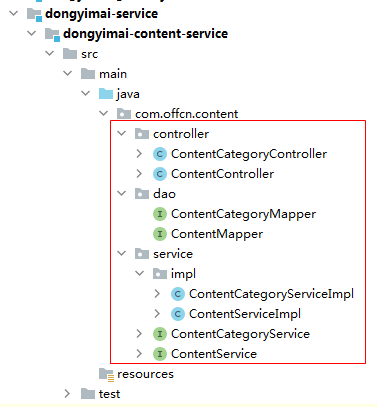 dongyimai-service
dongyimai-content-service
src
main
java
com.offcn.content
controller
ContentCategoryController
ContentController
dao
ContentCategoryMapper
ContentMapper
service
impl
ContentCategoryServiceImpl
ContentServiceImpl
ContentCategoryService
ContentService
resources
test